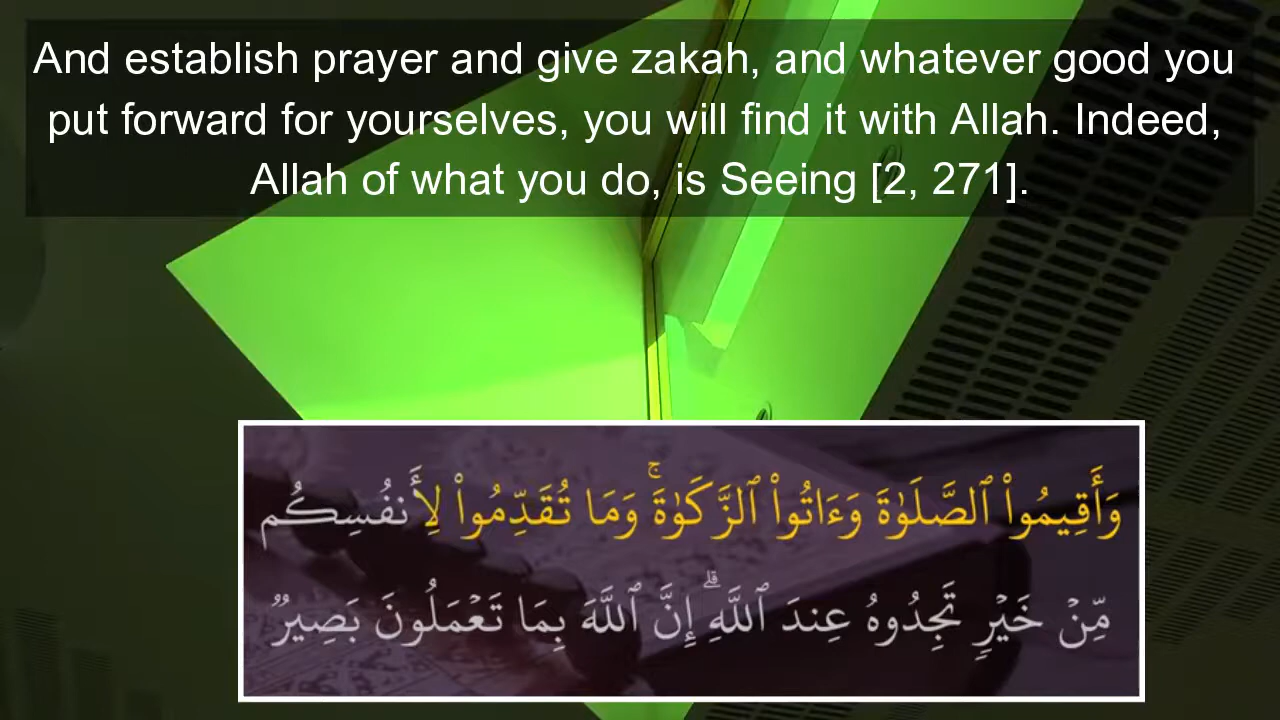 And establish prayer and give zakah, and whatever good you
put forward for yourselves, you will find it with Allah. Indeed,
Allah of what you do, is Seeing [2, 271].
وَأَقِيمُوا۟ ٱلصَّلَوٰةَ وَءَاتُوا۟ ٱلزَّكَوٰةَ ۚ وَمَا تُقَدِّمُوا۟ لِأَنفُسِكُم
مِّنْ خَيْرٍ تَجِدُوهُ عِندَ ٱللَّهِ ۗ إِنَّ ٱللَّهَ بِمَا تَعْمَلُونَ بَصِيرٌ